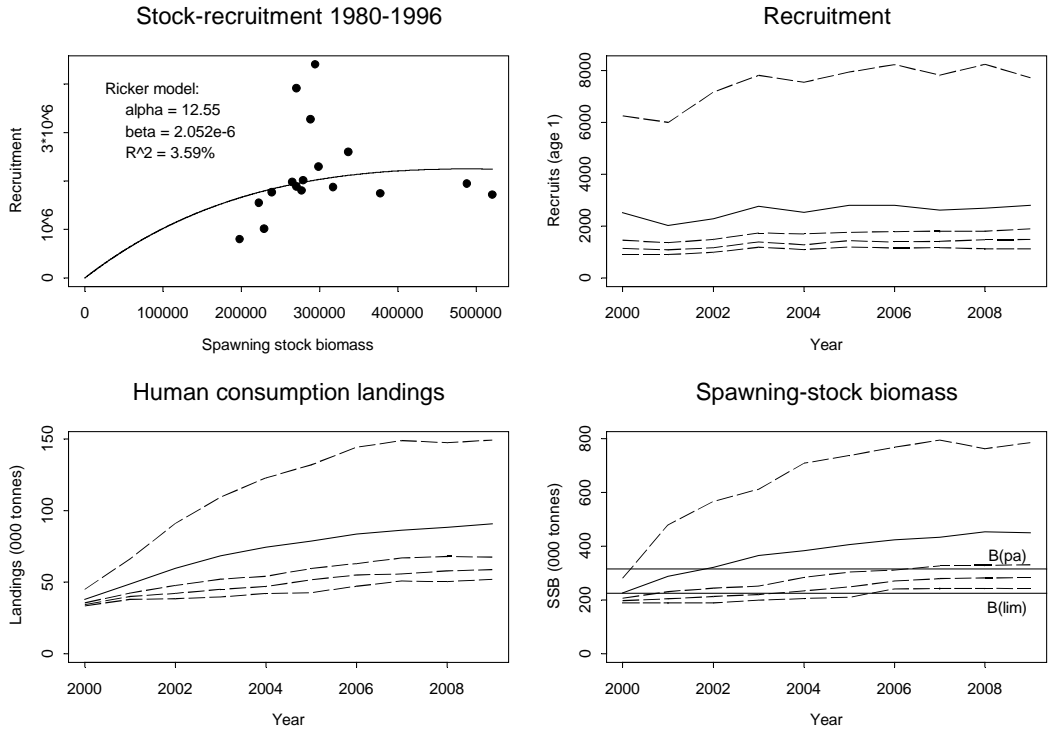 Stock-recruitment 1980-1996
Recruitment
3*10^6
10^6
0
Ricker model:
alpha = 12.55
beta = 2.052e-6
R^2 = 3.59%
0 100000 200000 300000 400000 500000
Spawning stock biomass
Recruitment
Recruits (age 1)
8000
6000
4000
2000
0
2000 2002 2004 2006 2008
Year
Human consumption landings
Landings (000 tonnes)
150
100
50
0
2000 2002 2004 2006 2008
Year
Spawning-stock biomass
SSB (000 tonnes)
800
600
400
200
0
B(pa)
B(lim)
2000 2002 2004 2006 2008
Year